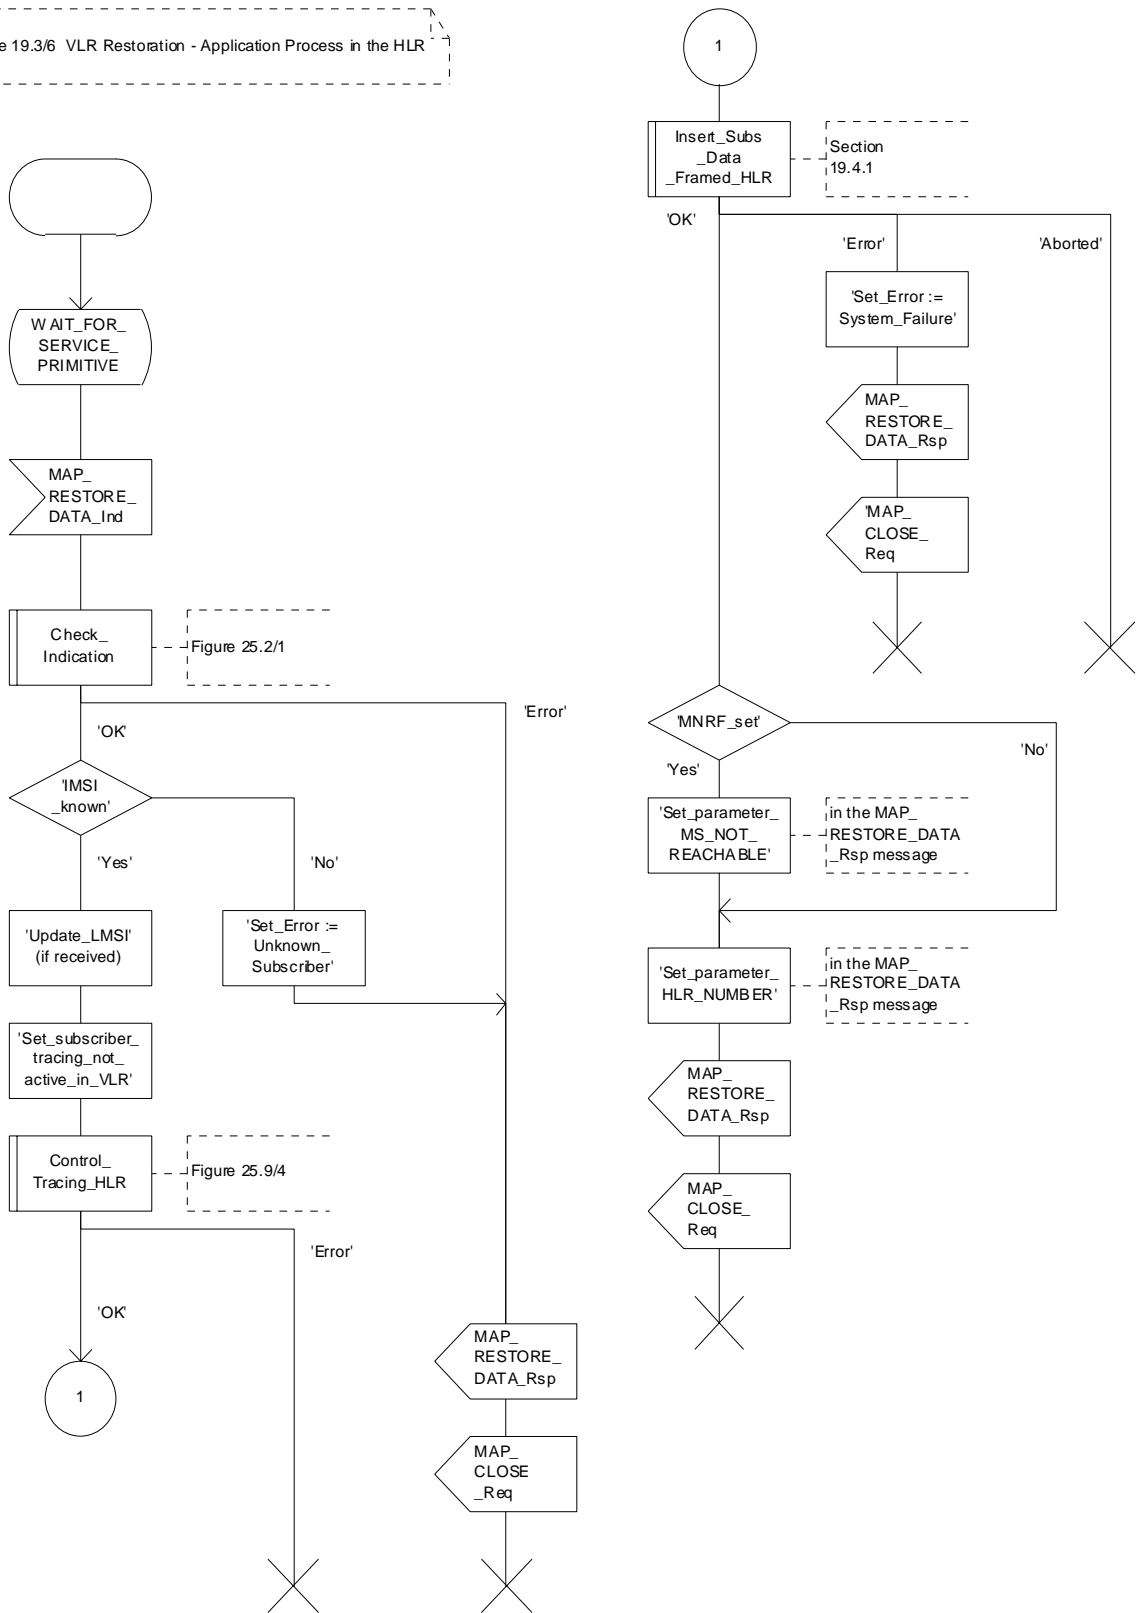 e 19.3/6 VLR Restoration - Application Process in the HLR
WAIT_FOR_
SERVICE_
PRIMITIVE
MAP_
RESTORE_
DATA_Ind
Check_
Indication
Figure 25.2/1
'Error'
'OK'
'IMSI
_known'
'Yes'
'No'
'Update_LMSI'
(if received)
'Set_Error :=
Unknown_
Subscriber'
'Set_subscriber_
tracing_not_
active_in_VLR'
Control_
Tracing_HLR
Figure 25.9/4
'Error'
'OK'
1
MAP_
RESTORE_
DATA_Rsp
MAP_
CLOSE
_Req
1
Insert_Subs
_Data
_Framed_HLR
Section
19.4.1
'OK'
'Error'
'Aborted'
'Set_Error :=
System_Failure'
MAP_
RESTORE_
DATA_Rsp
'MAP_
CLOSE_
Req
'MNRF_set'
'No'
'Yes'
'Set_parameter_
MS_NOT_
REACHABLE'
in the MAP_
RESTORE_DATA
_Rsp message
'Set_parameter_
HLR_NUMBER'
in the MAP_
RESTORE_DATA
_Rsp message
MAP_
RESTORE_
DATA_Rsp
MAP_
CLOSE_
Req